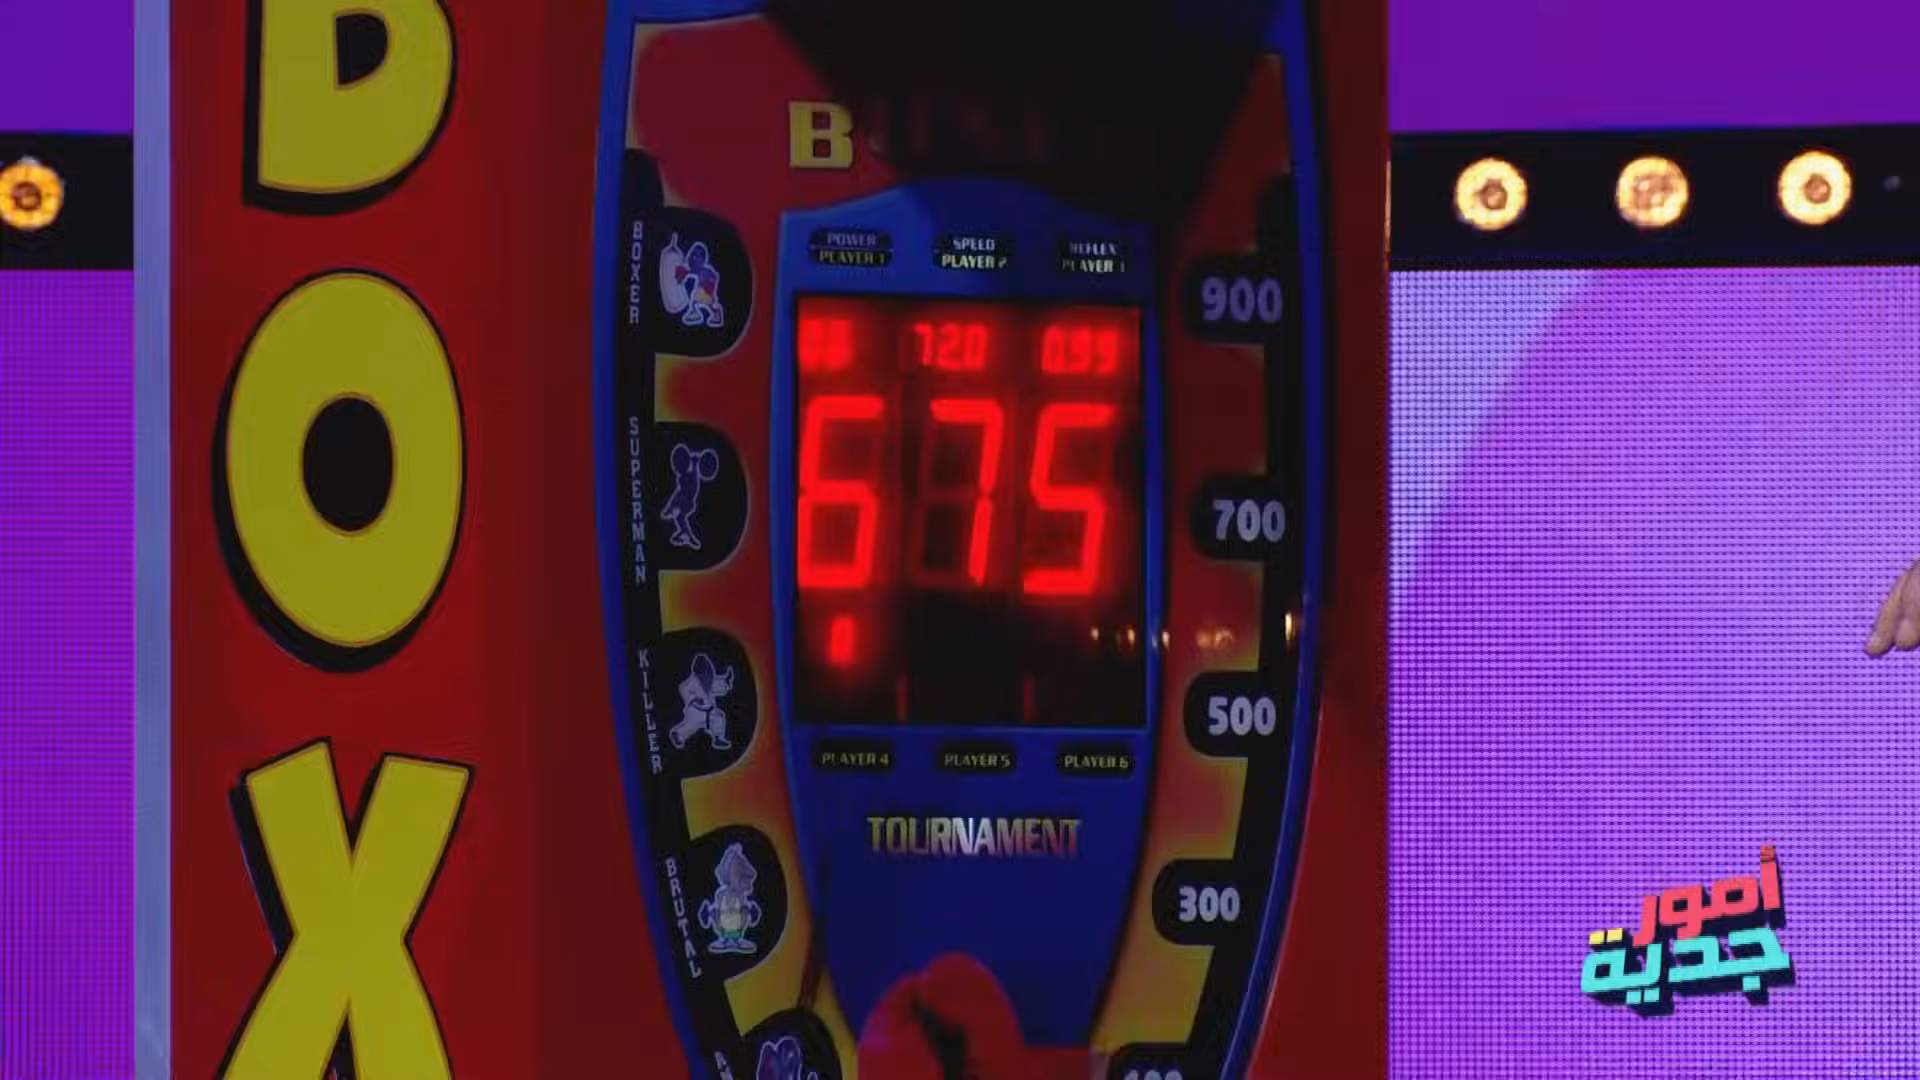 BOX
B
POWER
PLAYER 1
SPEED
PLAYER 2
REFLEX
PLAYER 3
720
0.99
675
BOXER
SUPERMAN
KILLER
BRUTAL
900
700
500
300
PLAYER 4
PLAYER 5
PLAYER 6
TOURNAMENT
أمور
جدية